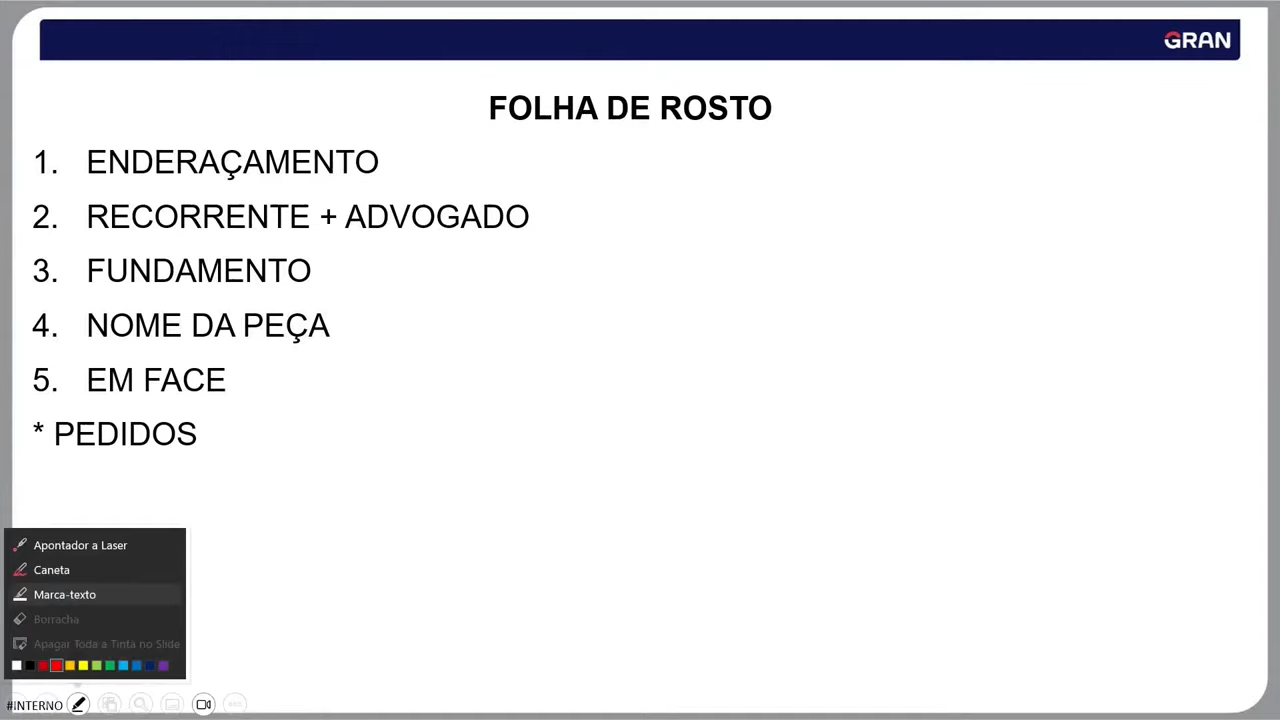 GRAN
FOLHA DE ROSTO
1. ENDERAÇAMENTO
2. RECORRENTE + ADVOGADO
3. FUNDAMENTO
4. NOME DA PEÇA
5. EM FACE
* PEDIDOS
Apontador a Laser
Caneta
Marca-texto
Borracha
Apagar Toda a Tinta no Slide
#INTERNO